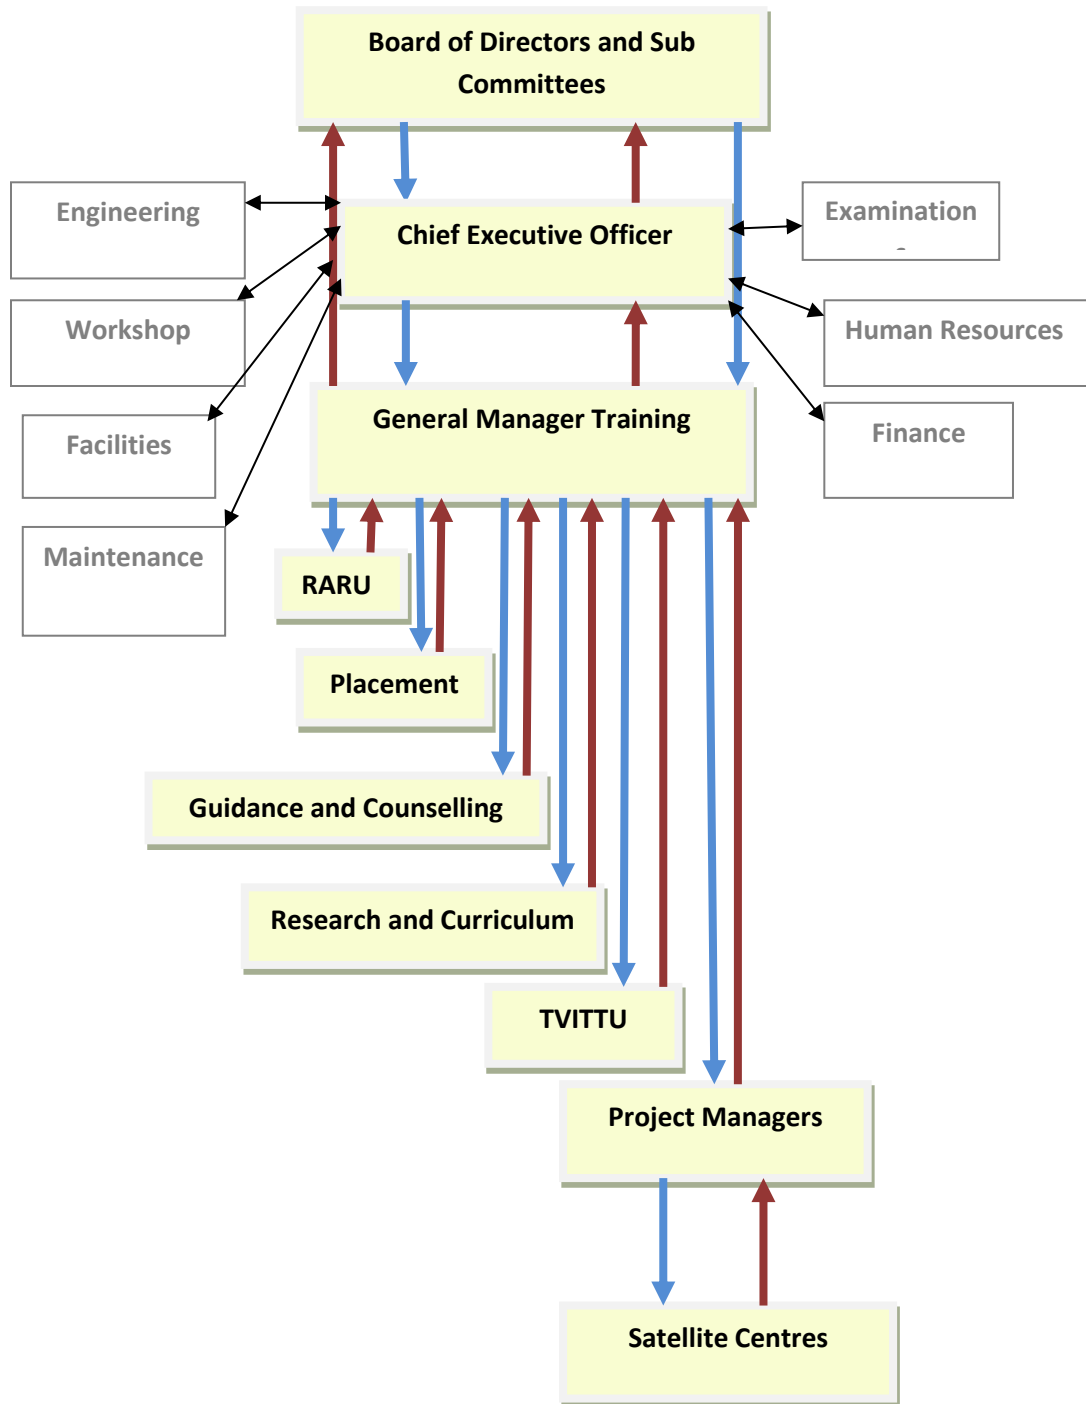 Board of Directors and Sub
Committees
Engineering
Chief Executive Officer
Examination
Workshop
Human Resources
General Manager Training
Facilities
Finance
Maintenance
RARU
Placement
Guidance and Counselling
Research and Curriculum
TVITTU
Project Managers
Satellite Centres